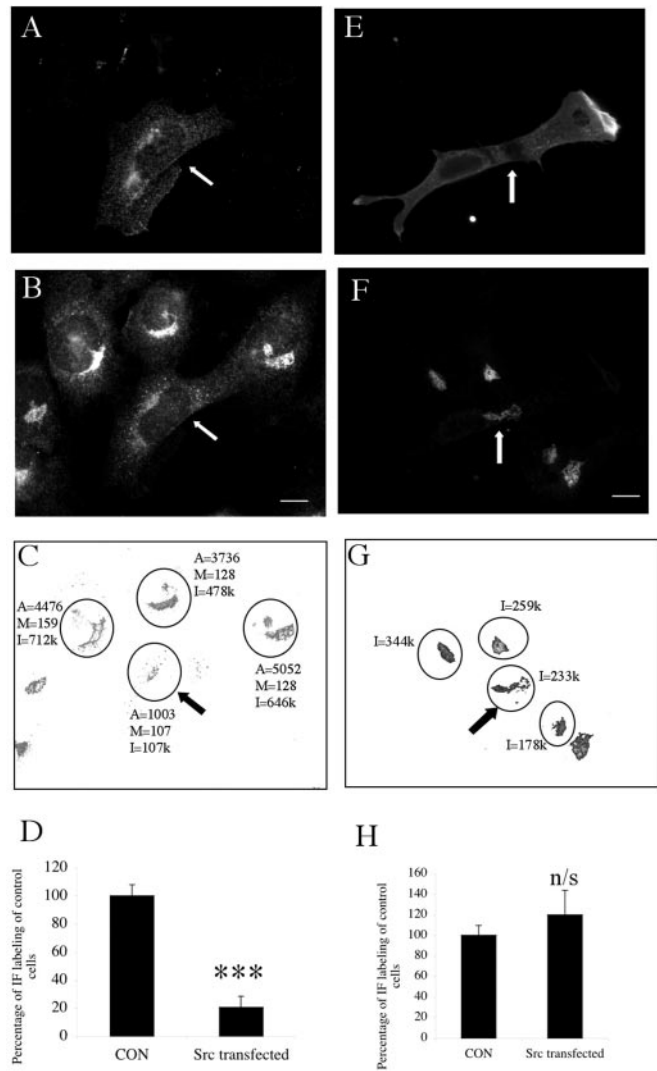 A
E
B
F
C
A=3736
M=128
I=478k
A=4476
M=159
I=712k
A=5052
M=128
I=646k
A=1003
M=107
I=107k
G
I=259k
I=344k
I=233k
I=178k
D
Percentage of IF labeling of control
cells
120
100
80
60
40
20
0
***
CON
Src transfected
H
Percentage of IF labeling of control
cells
160
140
120
100
80
60
40
20
0
n/s
CON
Src transfected